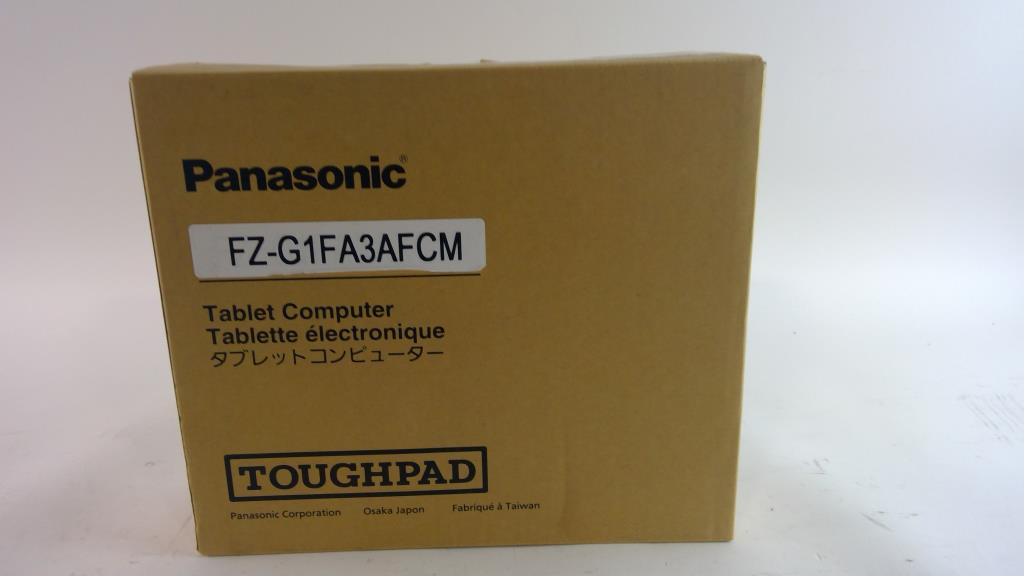 Panasonic®
FZ-G1FA3AFCM
Tablet Computer
Tablette électronique
タブレットコンピューター
TOUGHPAD
Panasonic Corporation Osaka Japon Fabriqué à Taiwan